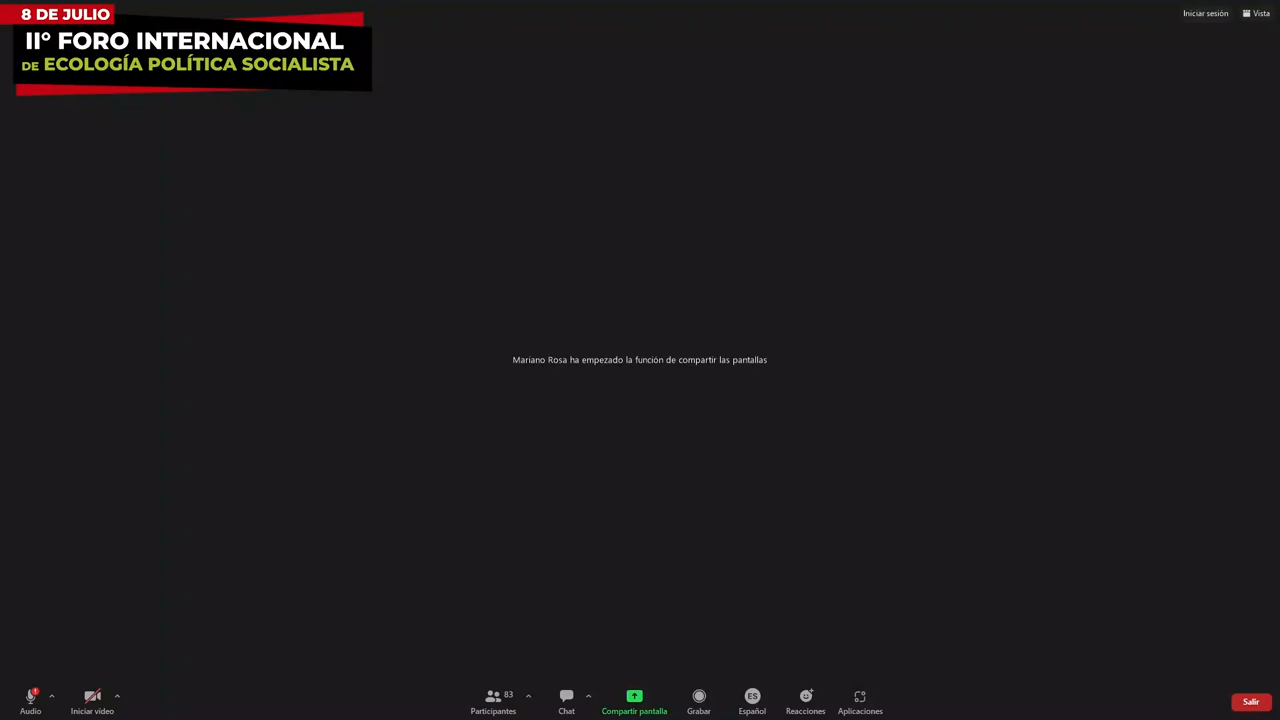 8 DE JULIO
II° FORO INTERNACIONAL
DE ECOLOGÍA POLÍTICA SOCIALISTA
Iniciar sesión
Vista
Mariano Rosa ha empezado la función de compartir las pantallas
Audio
Iniciar vídeo
83
Participantes
Chat
Compartir pantalla
Grabar
ES
Español
Reacciones
Aplicaciones
Salir